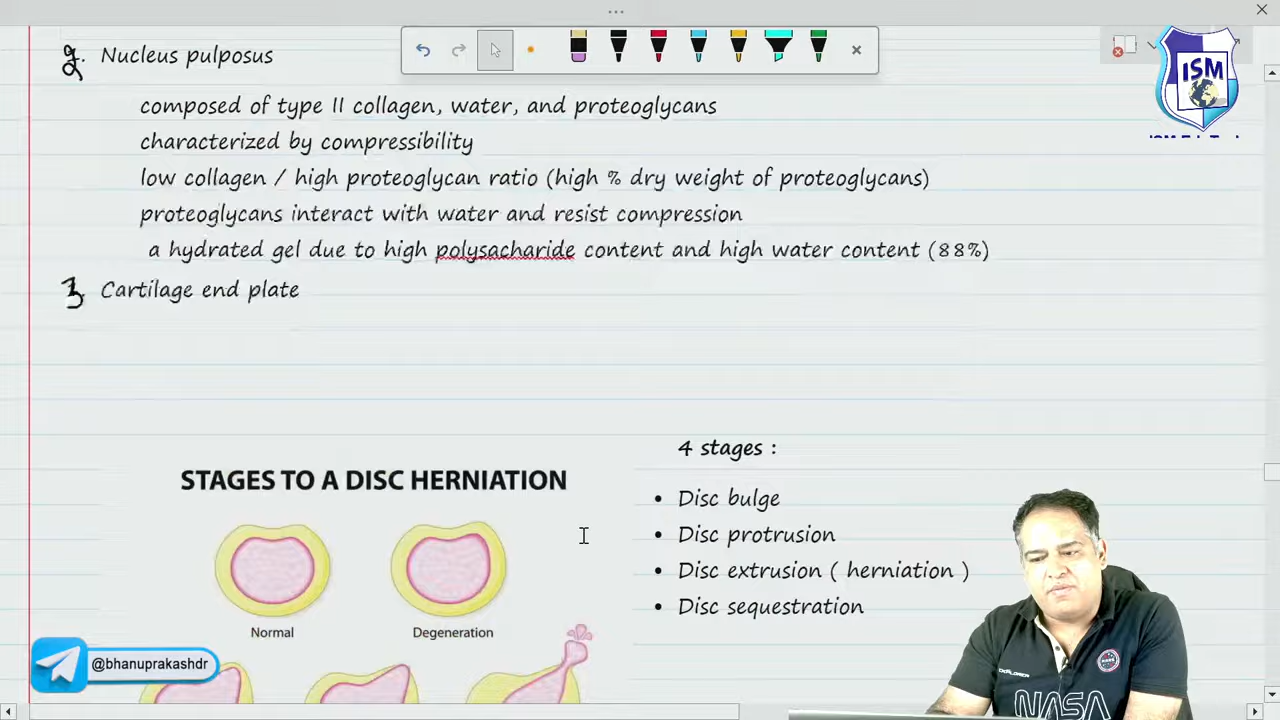 2. Nucleus pulposus
composed of type II collagen, water, and proteoglycans
characterized by compressibility
low collagen / high proteoglycan ratio (high % dry weight of proteoglycans)
proteoglycans interact with water and resist compression
a hydrated gel due to high polysacharide content and high water content (88%)
3. Cartilage end plate
4 stages :
STAGES TO A DISC HERNIATION
• Disc bulge
• Disc protrusion
• Disc extrusion ( herniation )
• Disc sequestration
Normal
Degeneration
@bhanuprakashdr
ISM
NASA